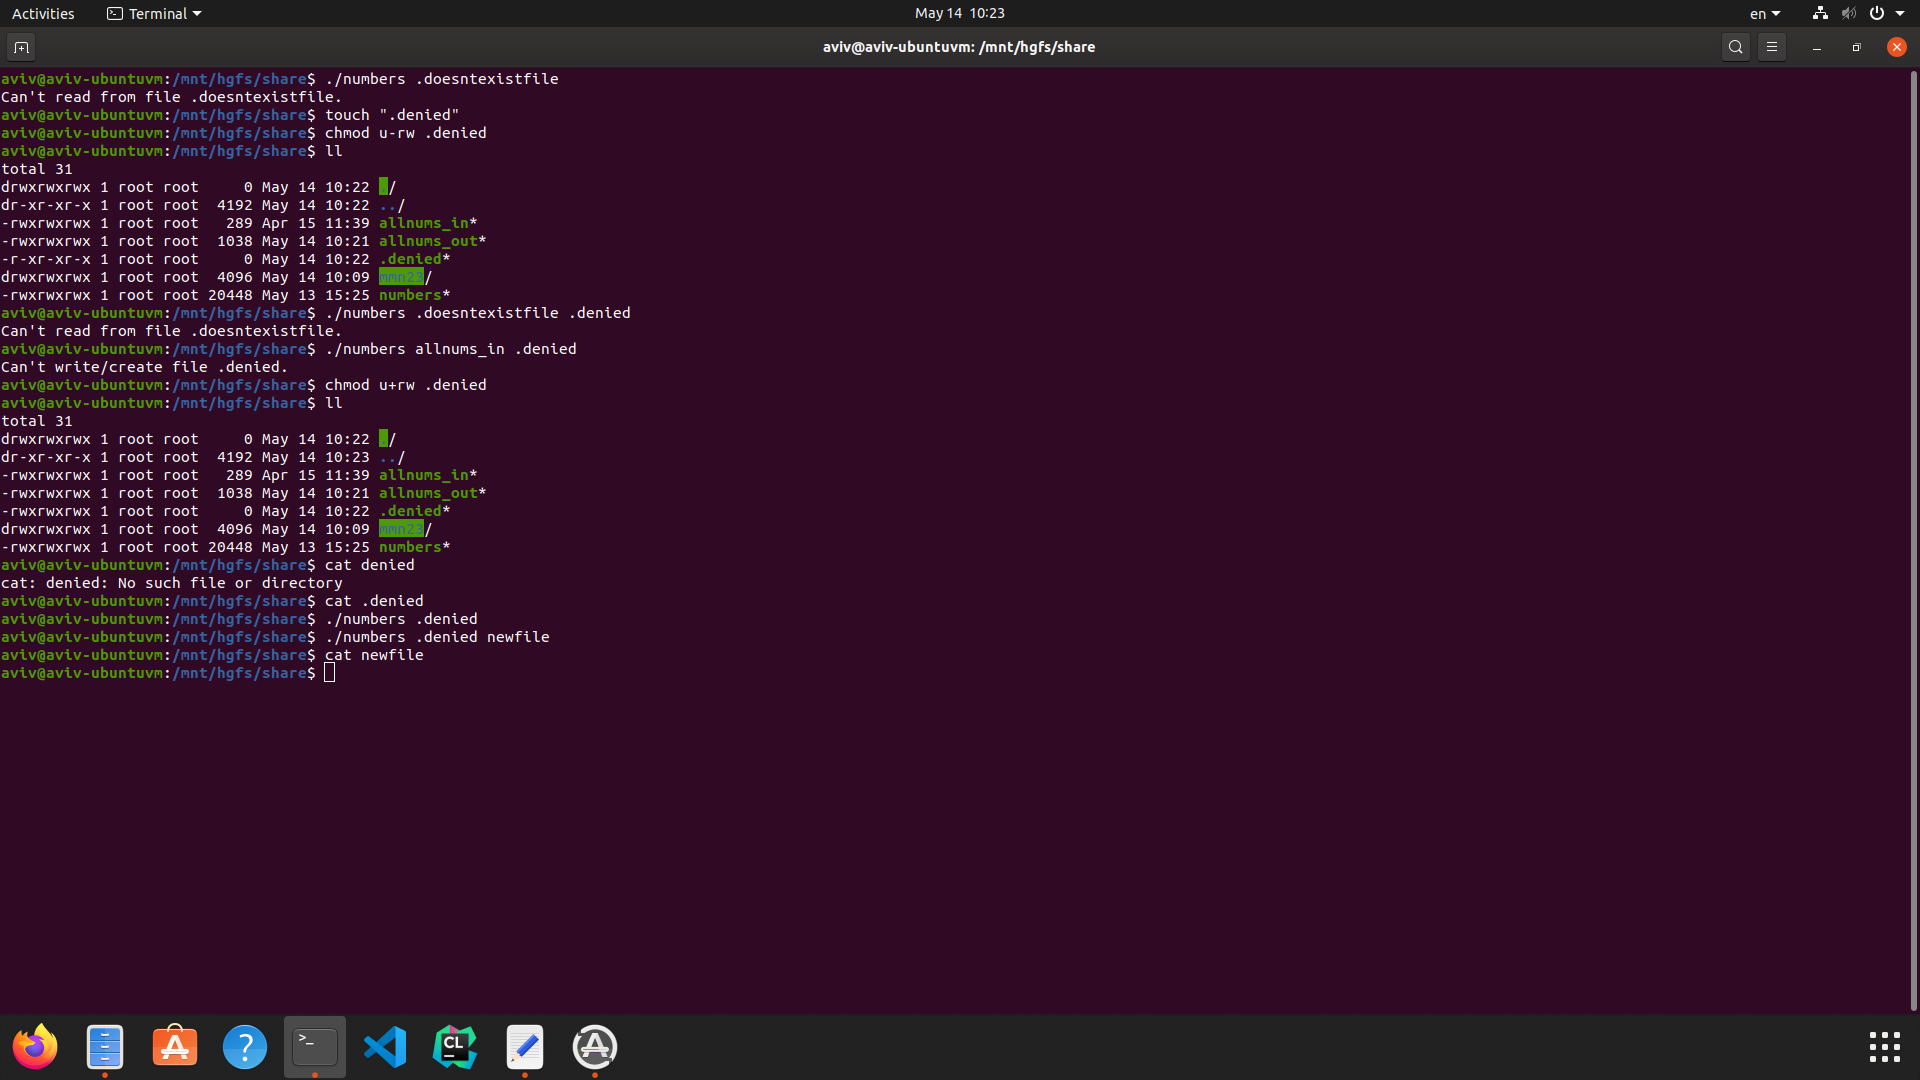 Activities Terminal May 14 10:23 en
aviv@aviv-ubuntuvm: /mnt/hgfs/share
aviv@aviv-ubuntuvm:/mnt/hgfs/share$ ./numbers .doesntexistfile
Can't read from file .doesntexistfile.
aviv@aviv-ubuntuvm:/mnt/hgfs/share$ touch ".denied"
aviv@aviv-ubuntuvm:/mnt/hgfs/share$ chmod u-rw .denied
aviv@aviv-ubuntuvm:/mnt/hgfs/share$ ll
total 31
drwxrwxrwx 1 root root     0 May 14 10:22 ./
dr-xr-xr-x 1 root root  4192 May 14 10:22 ../
-rwxrwxrwx 1 root root   289 Apr 15 11:39 allnums_in*
-rwxrwxrwx 1 root root  1038 May 14 10:21 allnums_out*
-r-xr-xr-x 1 root root     0 May 14 10:22 .denied*
drwxrwxrwx 1 root root  4096 May 14 10:09 mmn23/
-rwxrwxrwx 1 root root 20448 May 13 15:25 numbers*
aviv@aviv-ubuntuvm:/mnt/hgfs/share$ ./numbers .doesntexistfile .denied
Can't read from file .doesntexistfile.
aviv@aviv-ubuntuvm:/mnt/hgfs/share$ ./numbers allnums_in .denied
Can't write/create file .denied.
aviv@aviv-ubuntuvm:/mnt/hgfs/share$ chmod u+rw .denied
aviv@aviv-ubuntuvm:/mnt/hgfs/share$ ll
total 31
drwxrwxrwx 1 root root     0 May 14 10:22 ./
dr-xr-xr-x 1 root root  4192 May 14 10:23 ../
-rwxrwxrwx 1 root root   289 Apr 15 11:39 allnums_in*
-rwxrwxrwx 1 root root  1038 May 14 10:21 allnums_out*
-rwxrwxrwx 1 root root     0 May 14 10:22 .denied*
drwxrwxrwx 1 root root  4096 May 14 10:09 mmn23/
-rwxrwxrwx 1 root root 20448 May 13 15:25 numbers*
aviv@aviv-ubuntuvm:/mnt/hgfs/share$ cat denied
cat: denied: No such file or directory
aviv@aviv-ubuntuvm:/mnt/hgfs/share$ cat .denied
aviv@aviv-ubuntuvm:/mnt/hgfs/share$ ./numbers .denied
aviv@aviv-ubuntuvm:/mnt/hgfs/share$ ./numbers .denied newfile
aviv@aviv-ubuntuvm:/mnt/hgfs/share$ cat newfile
aviv@aviv-ubuntuvm:/mnt/hgfs/share$
>_ CL